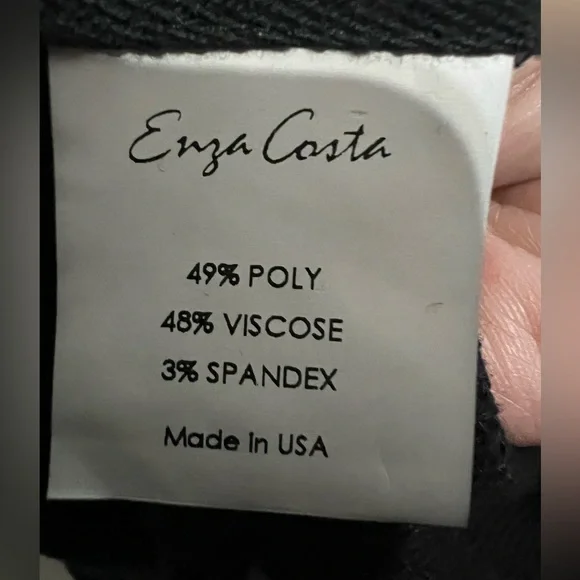 Enza Costa
49% POLY
48% VISCOSE
3% SPANDEX
Made in USA